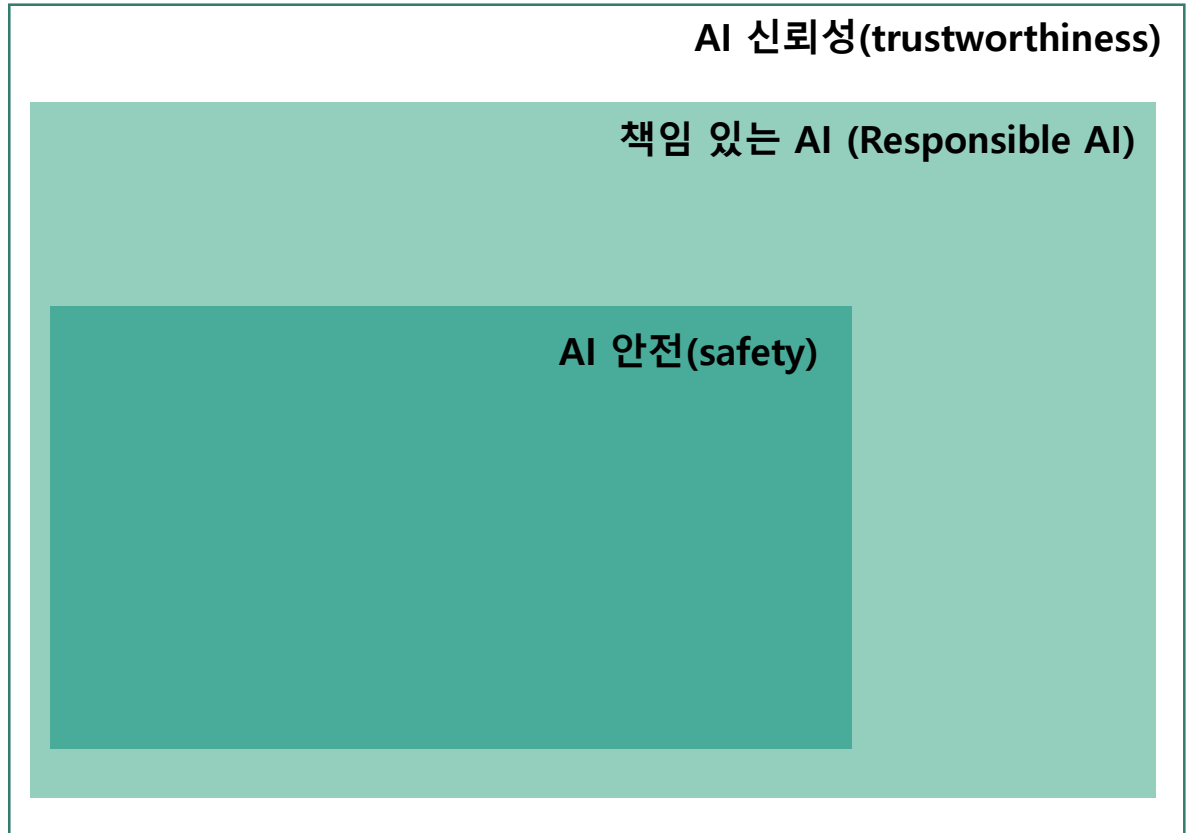 AI 신뢰성(trustworthiness)
책임 있는 AI (Responsible AI)
AI 안전(safety)